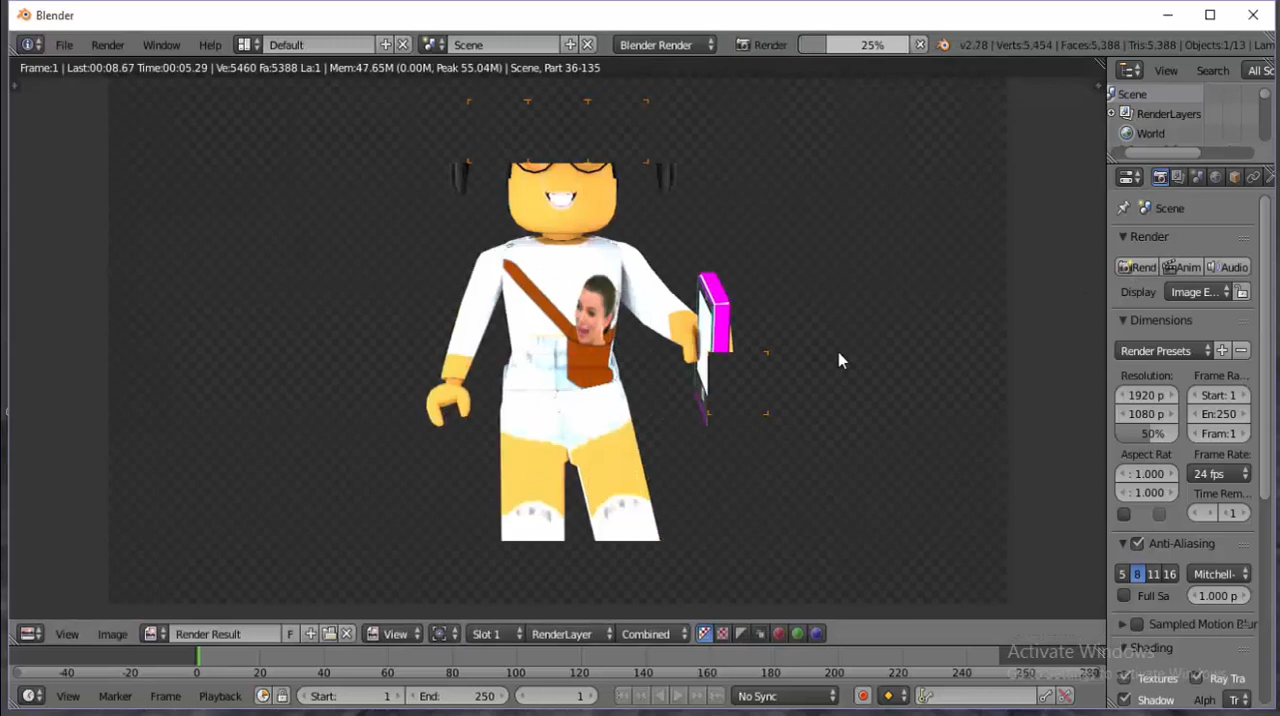 Blender
File Render Window Help Default Scene Blender Render Render 25% v2.78 | Verts:5,454 | Faces:5,388 | Tris:5,388 | Objects:1/13 | Lam
Frame:1 | Last:00:08.67 Time:00:05.29 | Ve:5460 Fa:5388 La:1 | Mem:47.65M (0.00M, Peak 55.04M) | Scene, Part 36-135
View Search All Sc
Scene
RenderLayers
World
Scene
Render
Rend Anim Audio
Display Image E...
Dimensions
Render Presets
Resolution: Frame Ra...
1920 p Start: 1
1080 p En:250
50% Fram:1
Aspect Rat Frame Rate:
: 1.000 24 fps
: 1.000 Time Rem...
1
Anti-Aliasing
5 8 11 16 Mitchell-
Full Sa 1.000 p
Sampled Motion Blur
Shading
Textures Ray Tra
Shadow Alph Tr
View Image Render Result F View Slot 1 RenderLayer Combined
Activate Windows
-40 -20 0 20 40 60 80 100 120 140 160 180 200 220 240 260 280
View Marker Frame Playback Start: 1 End: 250 1 No Sync